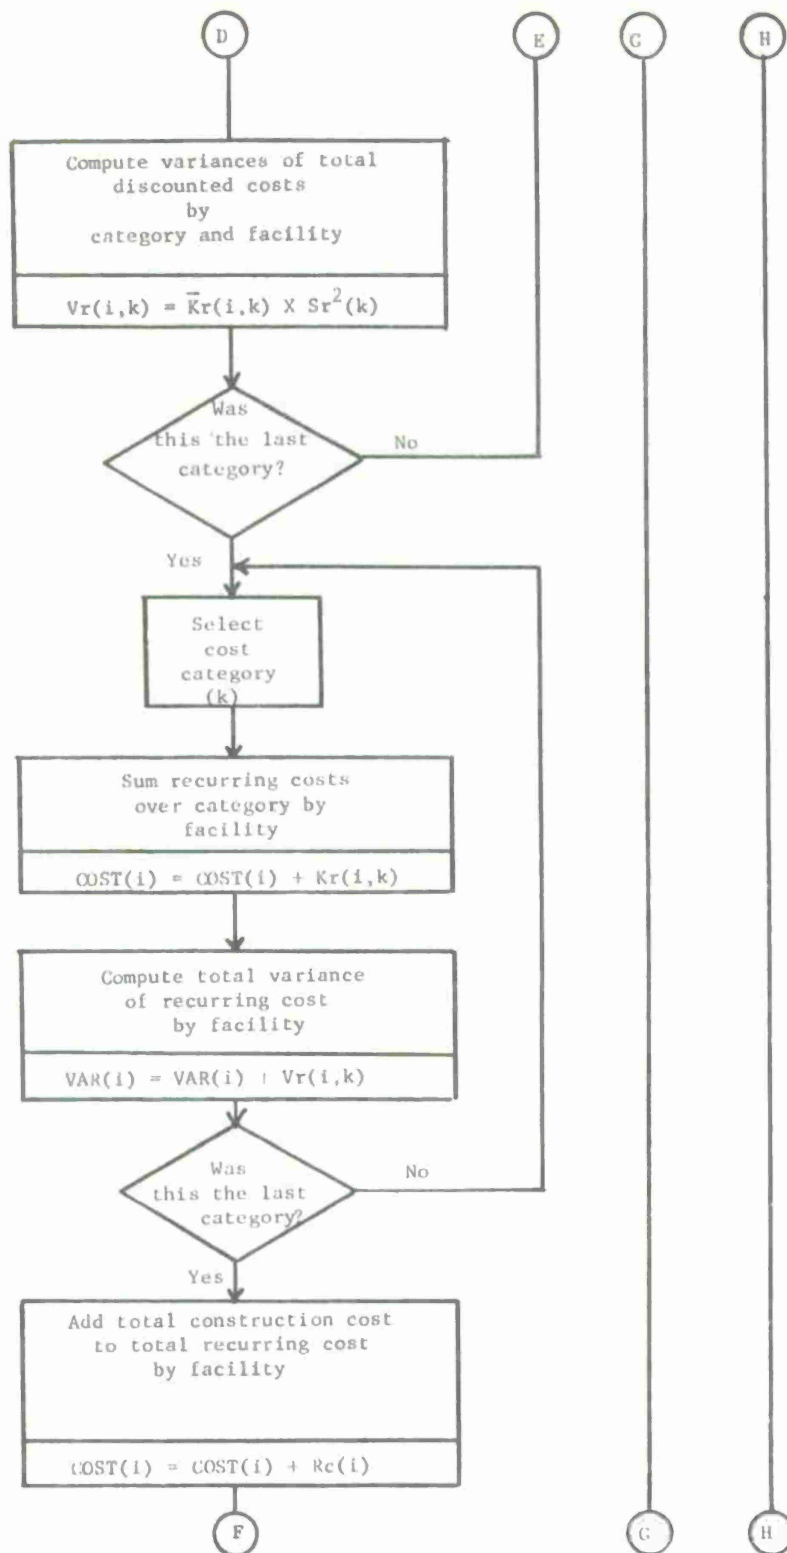 D
E
G
H
Compute variances of total
discounted costs
by
category and facility
Vr(i,k) = K̅r(i,k) X Sr²(k)
Was
this the last
category?
No
Yes
Select
cost
category
(k)
Sum recurring costs
over category by
facility
COST(i) = COST(i) + Kr(i,k)
Compute total variance
of recurring cost
by facility
VAR(i) = VAR(i) + Vr(i,k)
Was
this the last
category?
No
Yes
Add total construction cost
to total recurring cost
by facility
COST(i) = COST(i) + Rc(i)
F
G
H